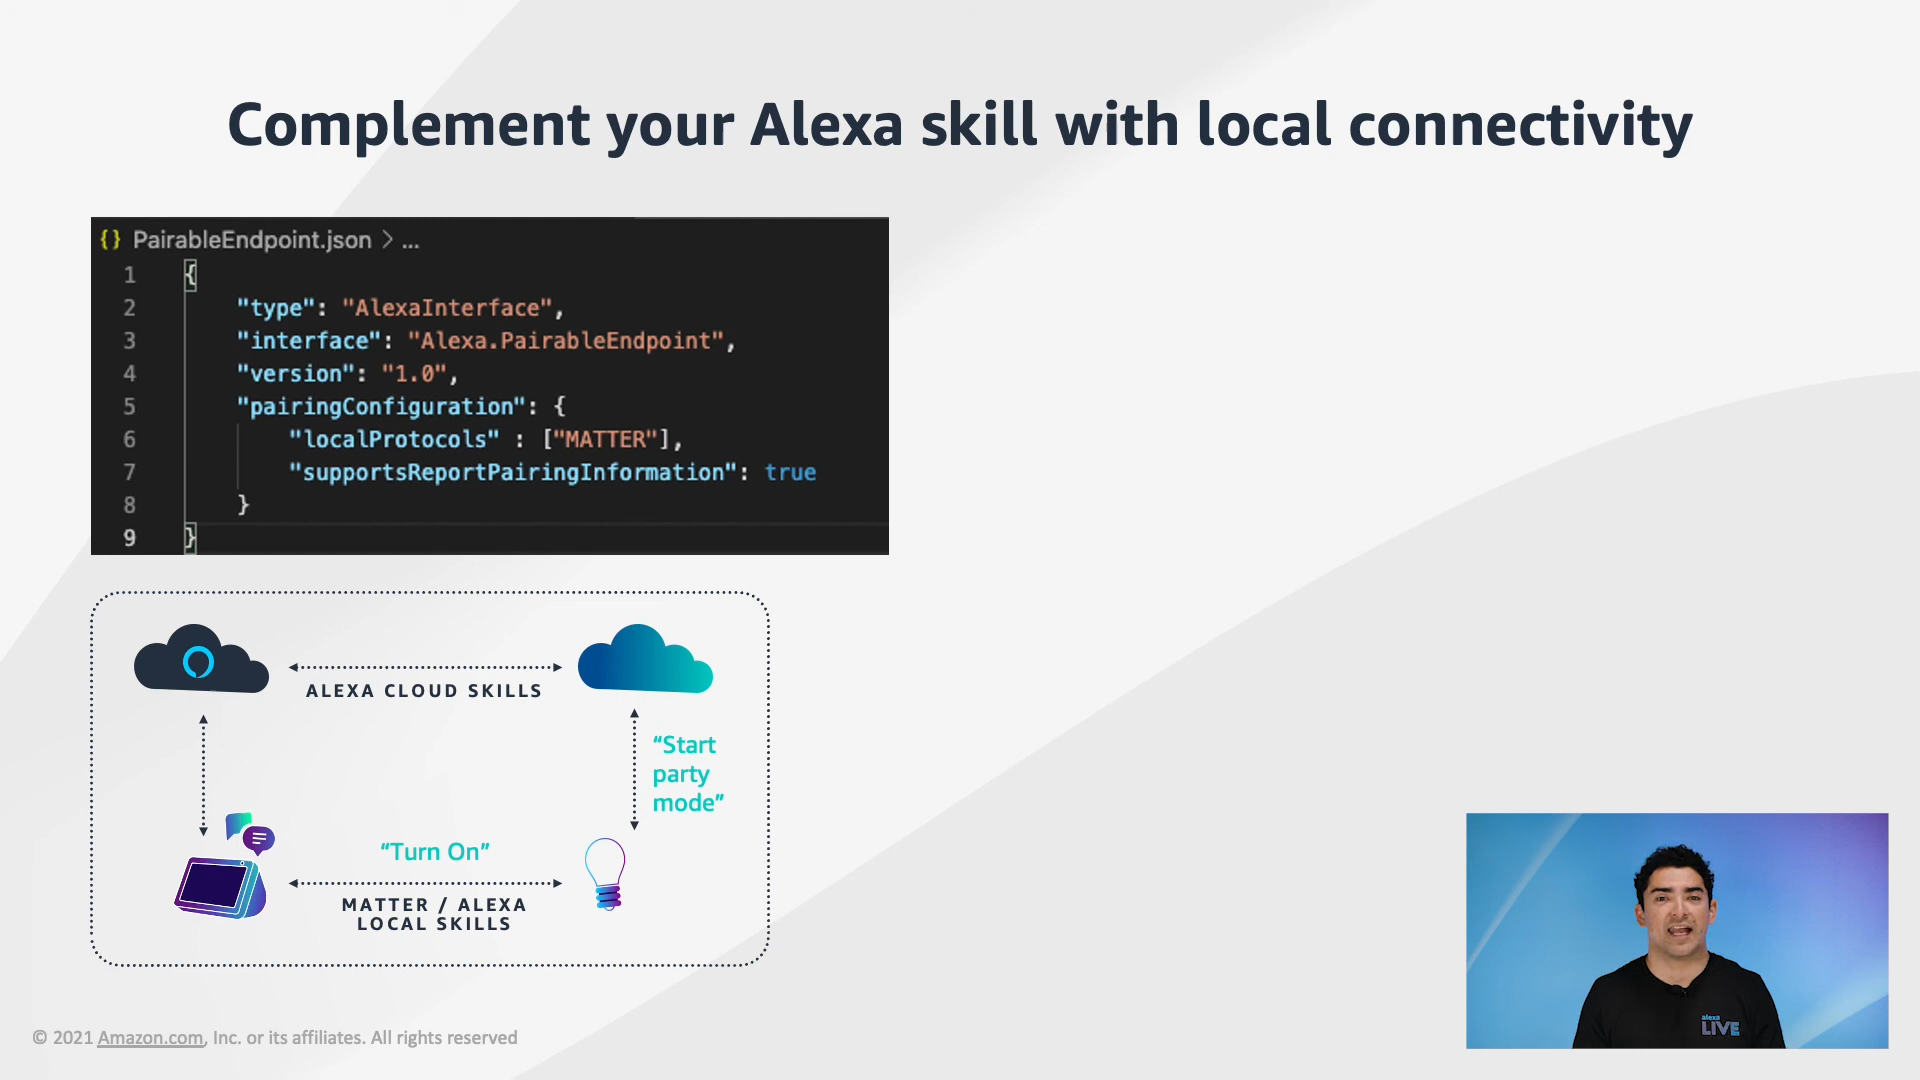 Complement your Alexa skill with local connectivity
{} PairableEndpoint.json > ...
1 {
2 "type": "AlexaInterface",
3 "interface": "Alexa.PairableEndpoint",
4 "version": "1.0",
5 "pairingConfiguration": {
6 "localProtocols" : ["MATTER"],
7 "supportsReportPairingInformation": true
8 }
9 }
ALEXA CLOUD SKILLS
“Start
party
mode”
“Turn On”
MATTER / ALEXA
LOCAL SKILLS
alexa
LIVE
© 2021 Amazon.com, Inc. or its affiliates. All rights reserved